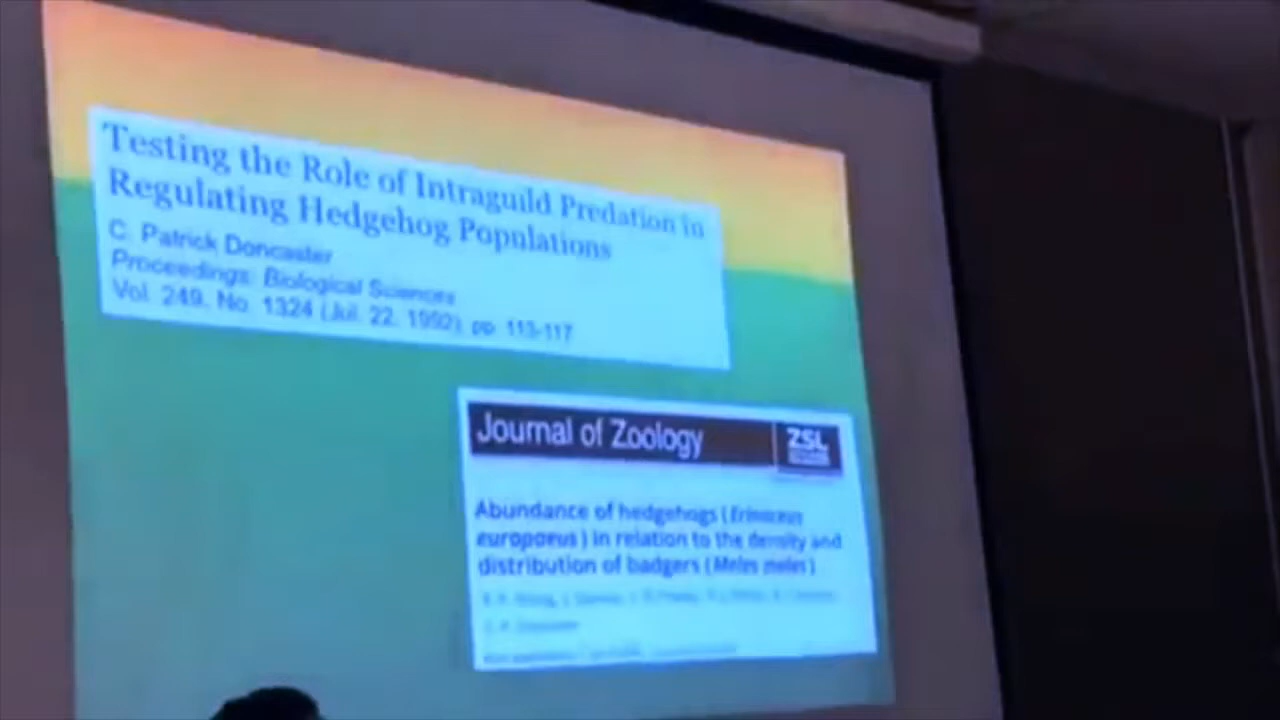 Testing the Role of Intraguild Predation in
Regulating Hedgehog Populations
C. Patrick Doncaster
Proceedings: Biological Sciences
Vol. 249, No. 1324 (Jul. 22, 1992), pp. 113-117
Journal of Zoology
ZSL
Abundance of hedgehogs (Erinaceus
europaeus) in relation to the density and
distribution of badgers (Meles meles)